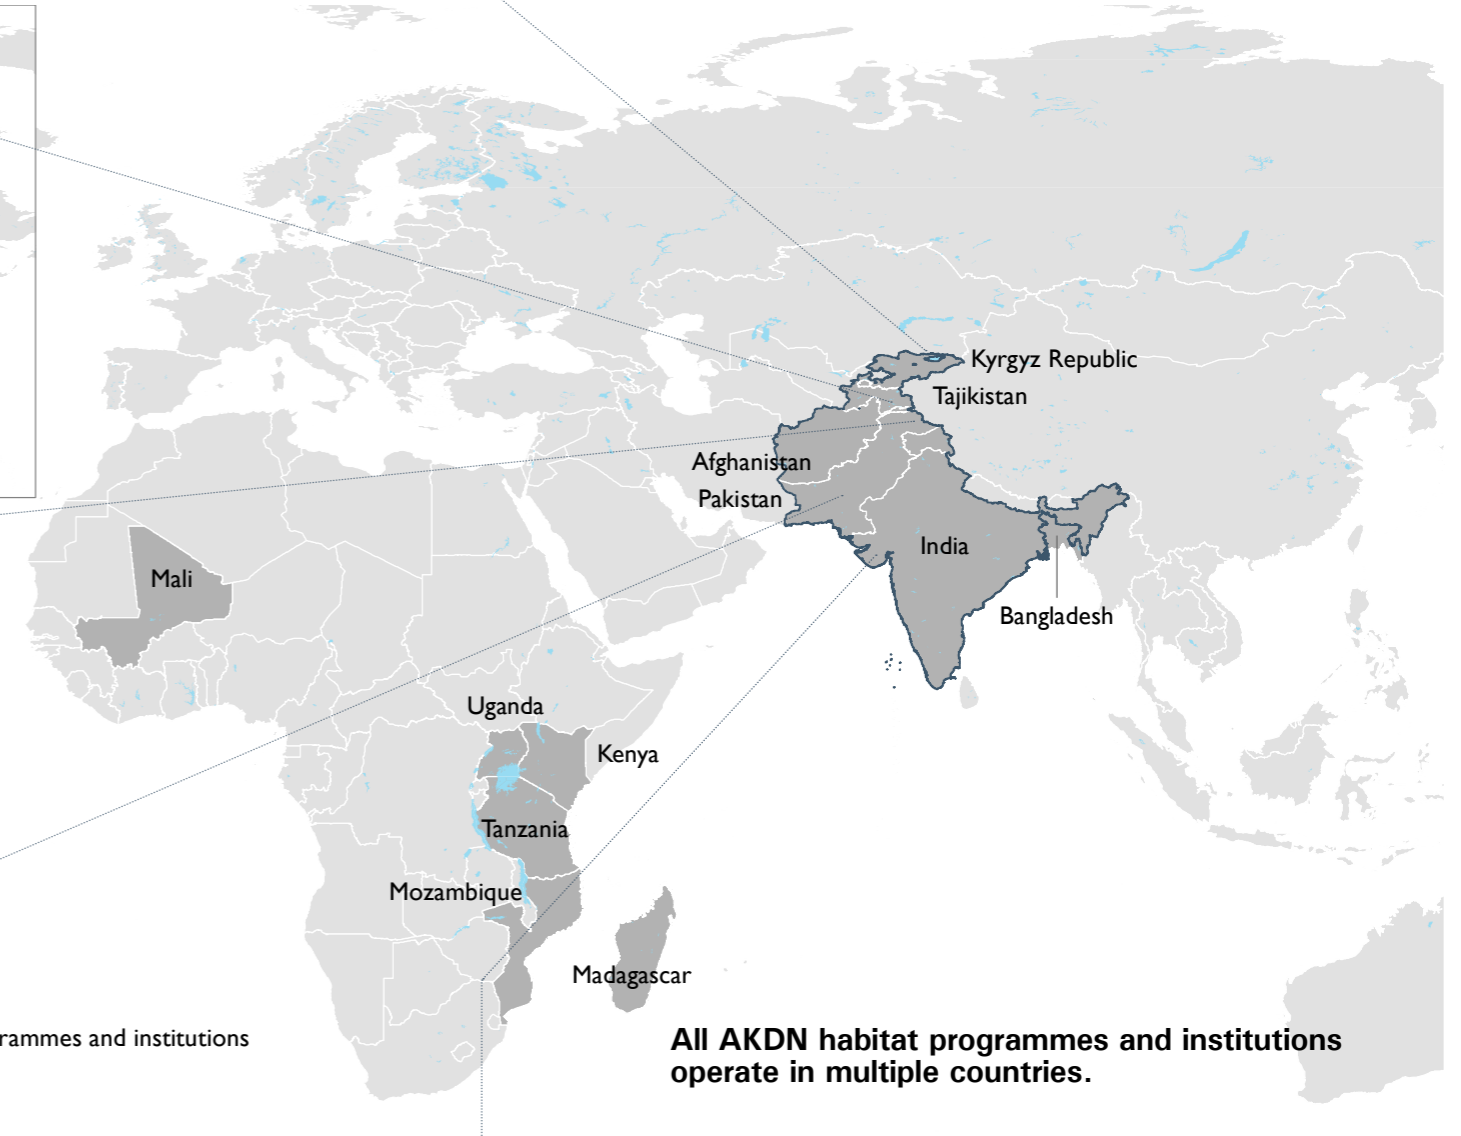 Kyrgyz Republic
Tajikistan
Afghanistan
Pakistan
India
Mali
Bangladesh
Uganda
Kenya
Tanzania
Mozambique
Madagascar
rammes and institutions
All AKDN habitat programmes and institutions
operate in multiple countries.